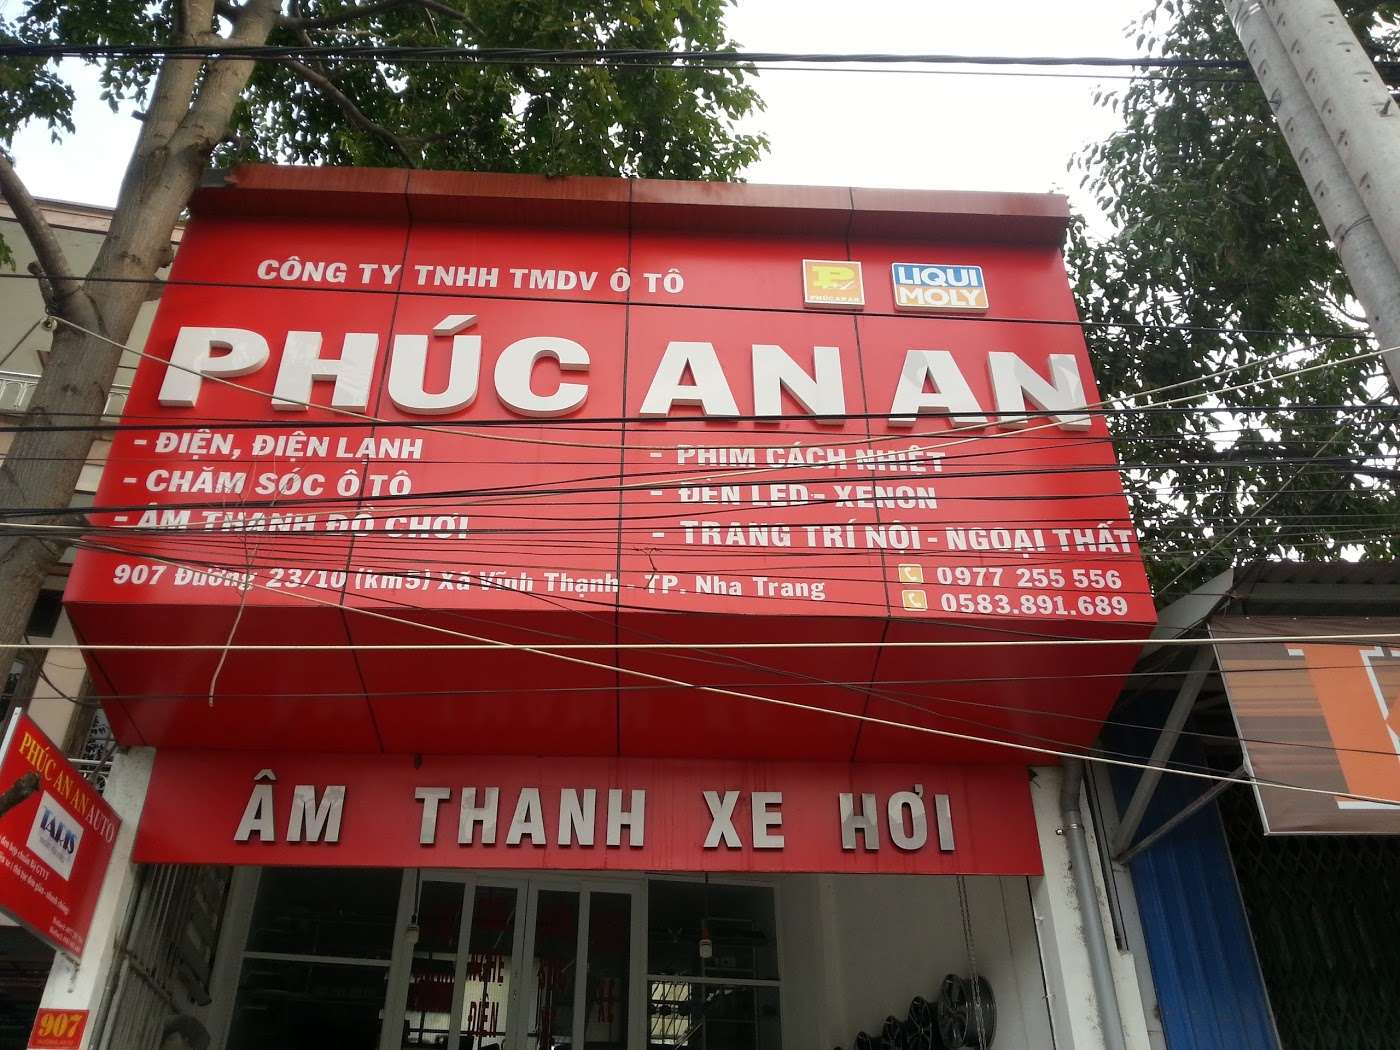 CÔNG TY TNHH TMDV Ô TÔ
PHÚC AN AN
LIQUI
MOLY
PHÚC AN AN
- ĐIỆN, ĐIỆN LẠNH
- CHĂM SÓC Ô TÔ
- ÂM THANH ĐỒ CHƠI
- PHIM CÁCH NHIỆT
- ĐÈN LED - XENON
- TRANG TRÍ NỘI - NGOẠI THẤT
907 Đường 23/10 (km5) Xã Vĩnh Thạnh - TP. Nha Trang
0977 255 556
0583.891.689
ÂM THANH XE HƠI
PHÚC AN AN AUTO
907